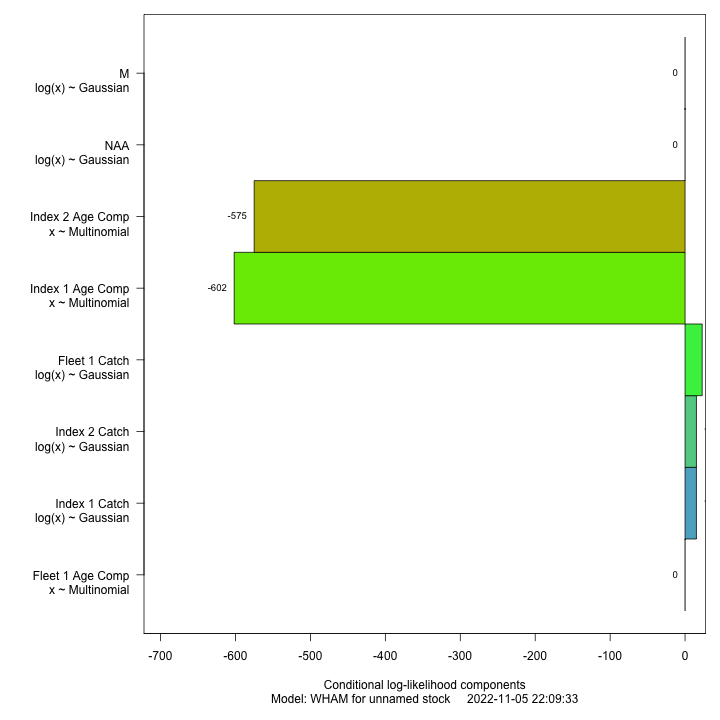 M
log(x) ~ Gaussian
0
NAA
log(x) ~ Gaussian
0
Index 2 Age Comp
x ~ Multinomial
-575
Index 1 Age Comp
x ~ Multinomial
-602
Fleet 1 Catch
log(x) ~ Gaussian
Index 2 Catch
log(x) ~ Gaussian
Index 1 Catch
log(x) ~ Gaussian
Fleet 1 Age Comp
x ~ Multinomial
0
-700 -600 -500 -400 -300 -200 -100 0
Conditional log-likelihood components
Model: WHAM for unnamed stock 2022-11-05 22:09:33